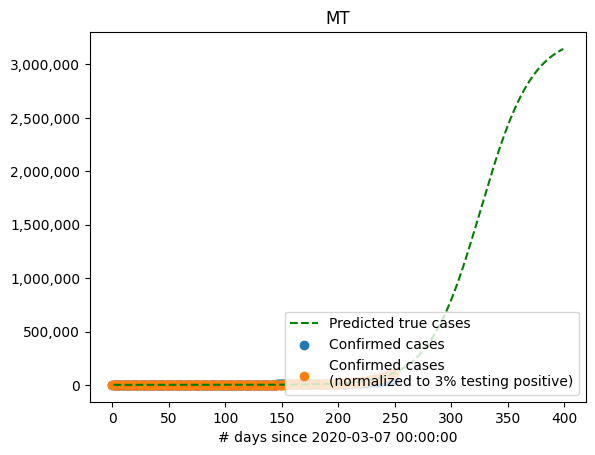 MT
3,000,000
2,500,000
2,000,000
1,500,000
1,000,000
500,000
0
Predicted true cases
Confirmed cases
Confirmed cases
(normalized to 3% testing positive)
0 50 100 150 200 250 300 350 400
# days since 2020-03-07 00:00:00